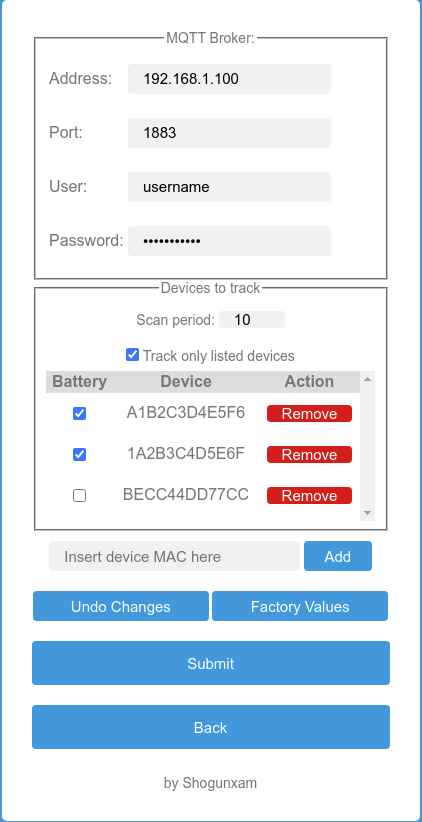 MQTT Broker:
Address: 192.168.1.100
Port: 1883
User: username
Password: •••••••••••
Devices to track
Scan period: 10
Track only listed devices
Battery Device Action
A1B2C3D4E5F6 Remove
1A2B3C4D5E6F Remove
BECC44DD77CC Remove
Insert device MAC here Add
Undo Changes Factory Values
Submit
Back
by Shogunxam